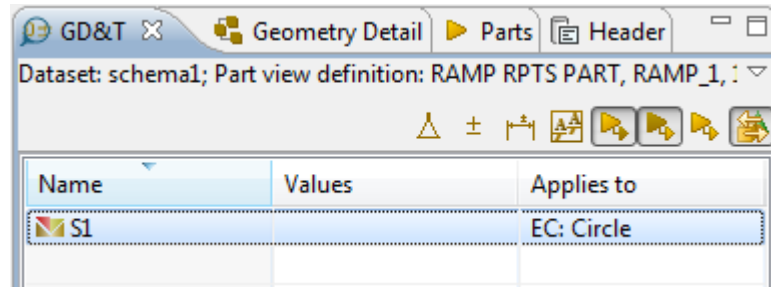 GD&T Geometry Detail Parts Header
Dataset: schema1; Part view definition: RAMP RPTS PART, RAMP_1,
Name Values Applies to
S1 EC: Circle